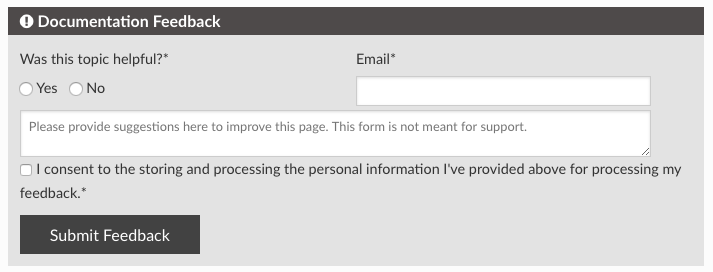 Documentation Feedback
Was this topic helpful?*
Email*
Yes
No
Please provide suggestions here to improve this page. This form is not meant for support.
I consent to the storing and processing the personal information I've provided above for processing my
feedback.*
Submit Feedback